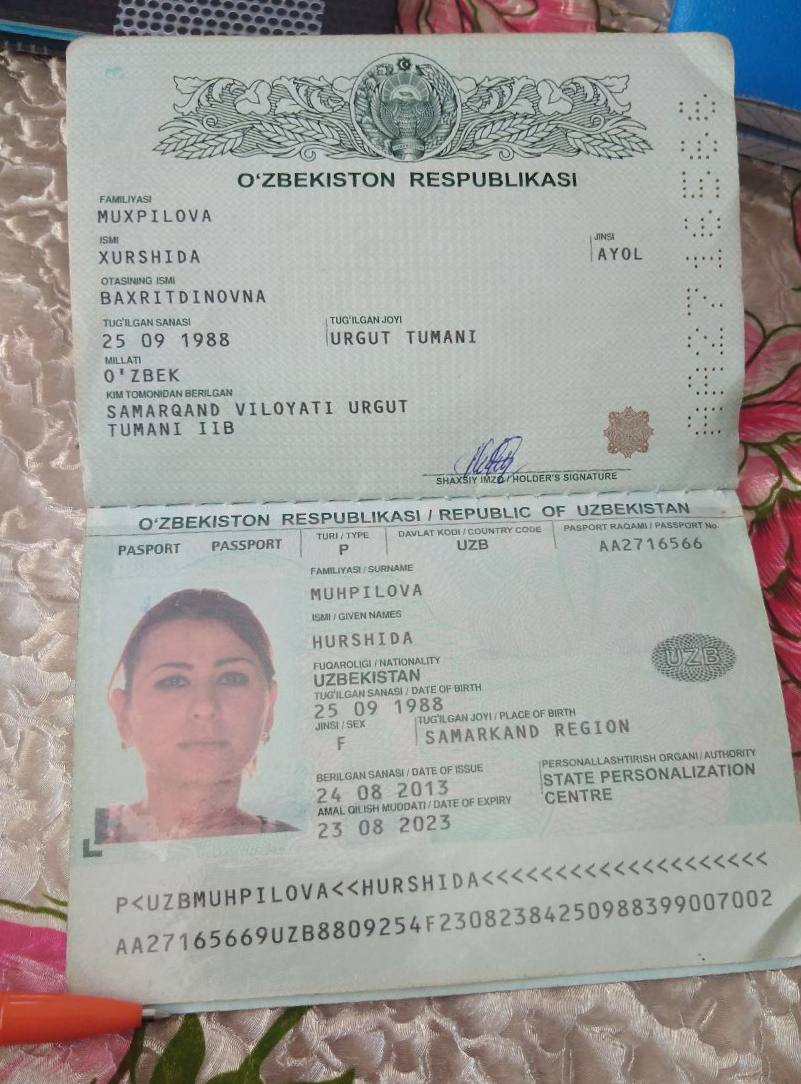 O‘ZBEKISTON RESPUBLIKASI
FAMILIYASI
MUXPILOVA
ISMI
XURSHIDA
JINSI
AYOL
OTASINING ISMI
BAXRITDINOVNA
TUG‘ILGAN SANASI
25 09 1988
TUG‘ILGAN JOYI
URGUT TUMANI
MILLATI
O'ZBEK
KIM TOMONIDAN BERILGAN
SAMARQAND VILOYATI URGUT
TUMANI IIB
SHAXSIY IMZO / HOLDER'S SIGNATURE
AA2716566
O‘ZBEKISTON RESPUBLIKASI / REPUBLIC OF UZBEKISTAN
PASPORT PASSPORT
TURI / TYPE
P
DAVLAT KODI / COUNTRY CODE
UZB
PASPORT RAQAMI / PASSPORT No.
AA2716566
FAMILIYASI / SURNAME
MUHPILOVA
ISMI / GIVEN NAMES
HURSHIDA
FUQAROLIGI / NATIONALITY
UZBEKISTAN
UZB
TUG‘ILGAN SANASI / DATE OF BIRTH
25 09 1988
JINSI / SEX
F
TUG‘ILGAN JOYI / PLACE OF BIRTH
SAMARKAND REGION
BERILGAN SANASI / DATE OF ISSUE
24 08 2013
AMAL QILISH MUDDATI / DATE OF EXPIRY
23 08 2023
PERSONALLASHTIRISH ORGANI / AUTHORITY
STATE PERSONALIZATION
CENTRE
P<UZBMUHPILOVA<<HURSHIDA<<<<<<<<<<<<<<<<<<<<
AA27165669UZB8809254F23082384250988399007002